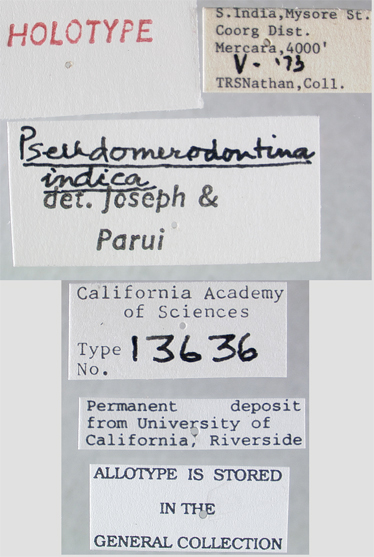 HOLOTYPE
S.India,Mysore St.
Coorg Dist.
Mercara,4000'
V - '73
TRSNathan,Coll.
Pseudomerodontina
indica
det. Joseph &
Parui
California Academy
of Sciences
Type 13636
No.
Permanent deposit
from University of
California, Riverside
ALLOTYPE IS STORED
IN THE
GENERAL COLLECTION